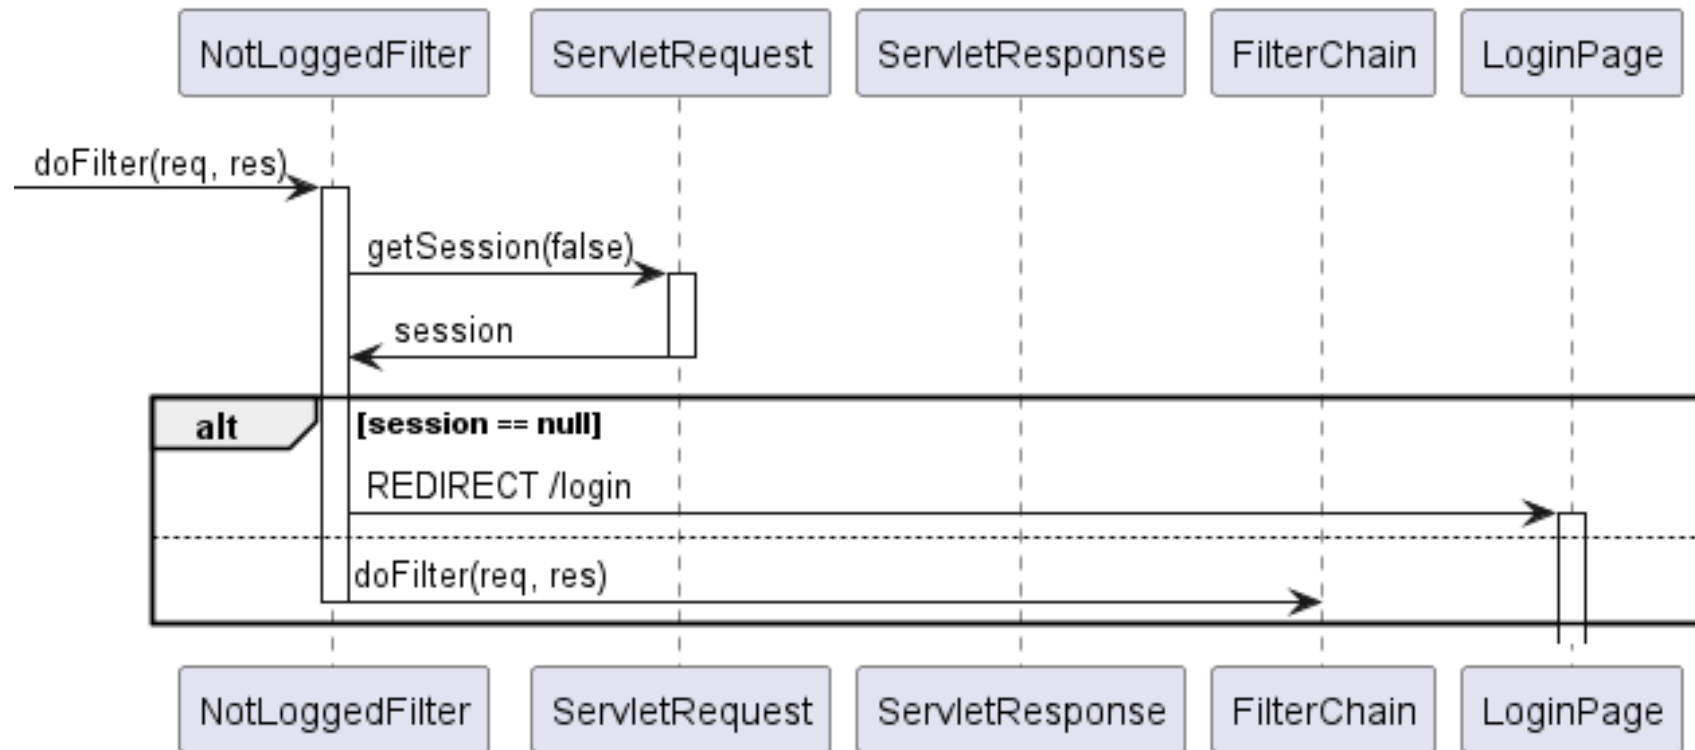 NotLoggedFilter ServletRequest ServletResponse FilterChain LoginPage
doFilter(req, res)
getSession(false)
session
alt [session == null]
REDIRECT /login
doFilter(req, res)
NotLoggedFilter ServletRequest ServletResponse FilterChain LoginPage